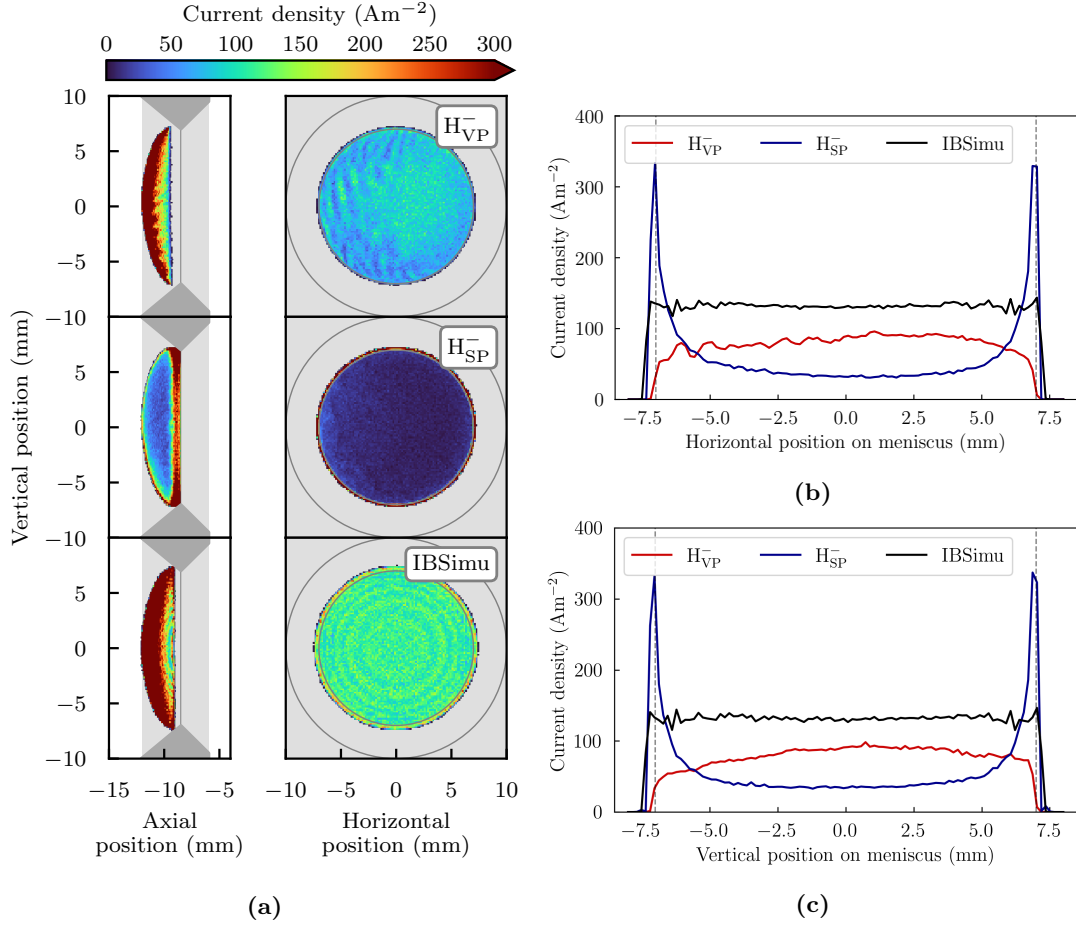 Current density (Am⁻²)
0 50 100 150 200 250 300
Vertical position (mm)
10
5
0
−5
−10
5
0
−5
−10
5
0
−5
−10
H⁻VP
H⁻SP
IBSimu
−15 −10 −5
−10 0 10
Axial
position (mm)
Horizontal
position (mm)
(a)
Current density (Am⁻²)
400
300
200
100
0
H⁻VP H⁻SP IBSimu
−7.5 −5.0 −2.5 0.0 2.5 5.0 7.5
Horizontal position on meniscus (mm)
(b)
Current density (Am⁻²)
400
300
200
100
0
H⁻VP H⁻SP IBSimu
−7.5 −5.0 −2.5 0.0 2.5 5.0 7.5
Vertical position on meniscus (mm)
(c)